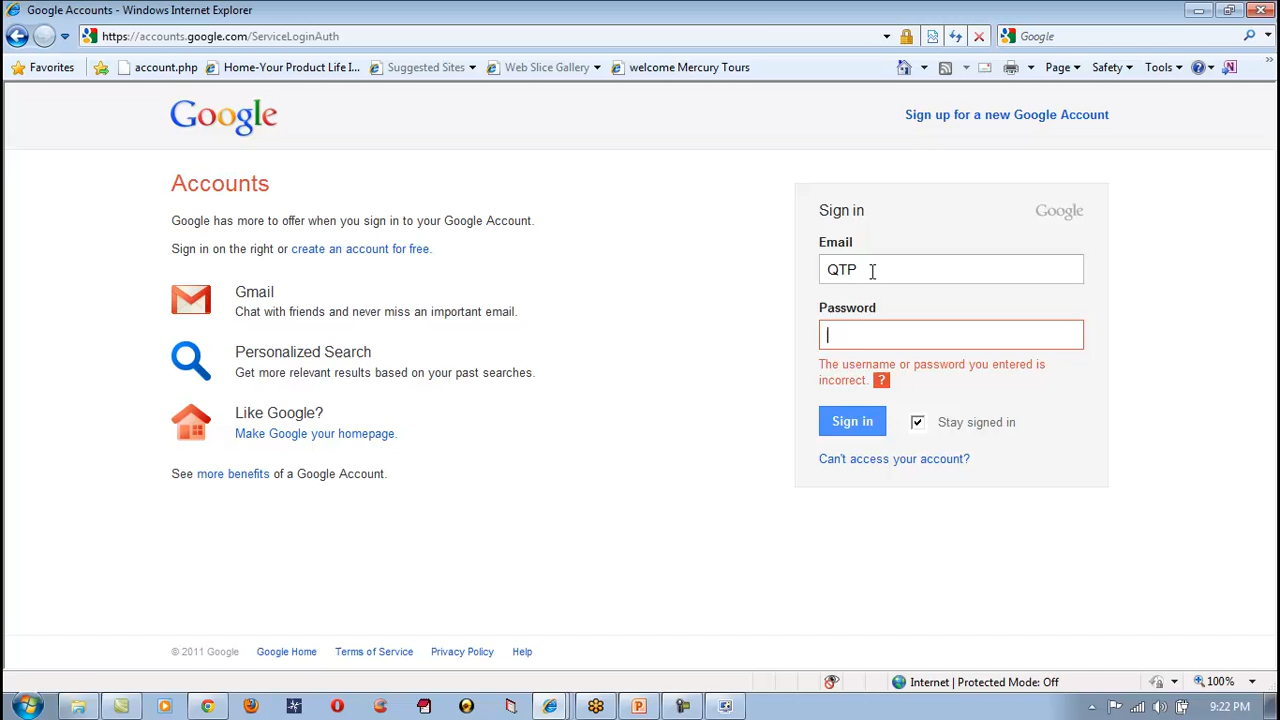 Google Accounts - Windows Internet Explorer
https://accounts.google.com/ServiceLoginAuth
Google
Favorites
account.php
Home-Your Product Life I...
Suggested Sites
Web Slice Gallery
welcome Mercury Tours
Page
Safety
Tools
Google
Sign up for a new Google Account
Accounts
Google has more to offer when you sign in to your Google Account.
Sign in on the right or create an account for free.
Gmail
Chat with friends and never miss an important email.
Personalized Search
Get more relevant results based on your past searches.
Like Google?
Make Google your homepage.
See more benefits of a Google Account.
Sign in
Google
Email
QTP
Password
The username or password you entered is
incorrect. ?
Sign in
Stay signed in
Can't access your account?
© 2011 Google
Google Home
Terms of Service
Privacy Policy
Help
Internet | Protected Mode: Off
100%
9:22 PM